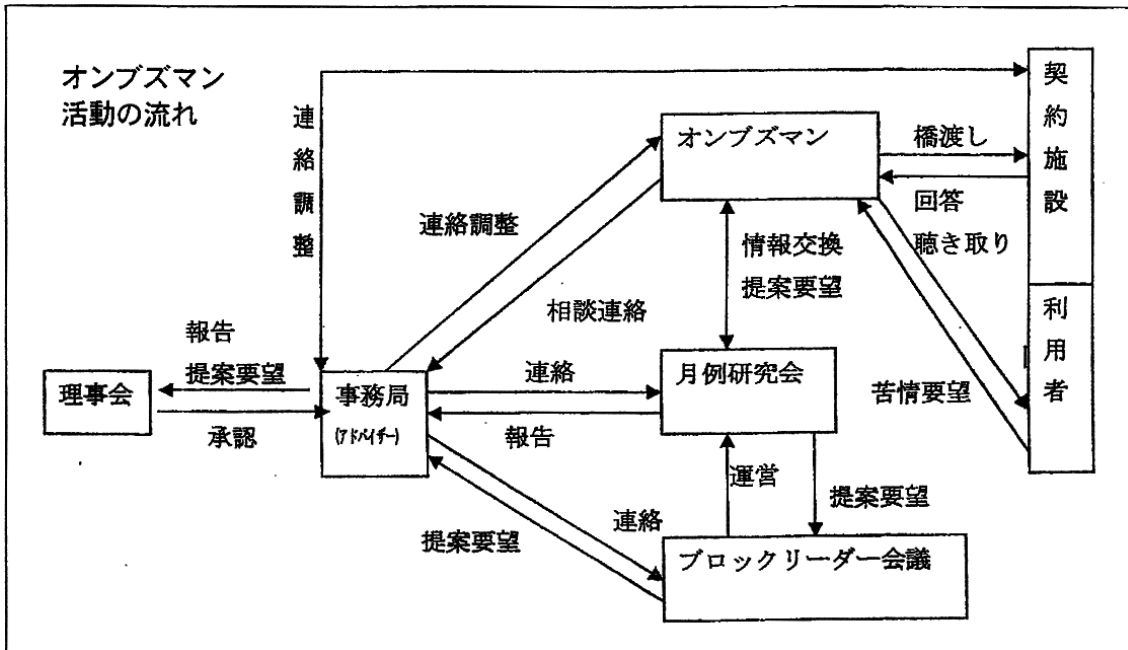 オンブズマン
活動の流れ
連絡調整
契約施設
オンブズマン
橋渡し
回答
聴き取り
連絡調整
情報交換
提案要望
相談連絡
利用者
報告
提案要望
理事会
承認
事務局
(アドバイザー)
連絡
報告
月例研究会
苦情要望
運営
提案要望
連絡
提案要望
ブロックリーダー会議